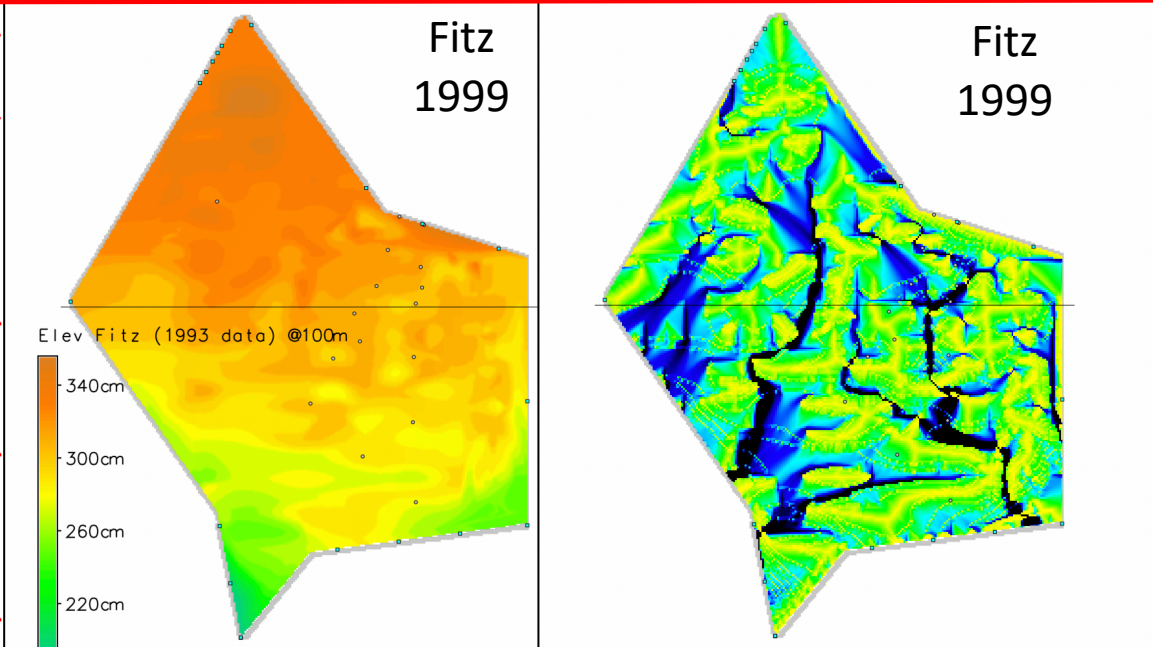 Fitz
1999
Fitz
1999
Elev Fitz (1993 data) @100m
340cm
300cm
260cm
220cm